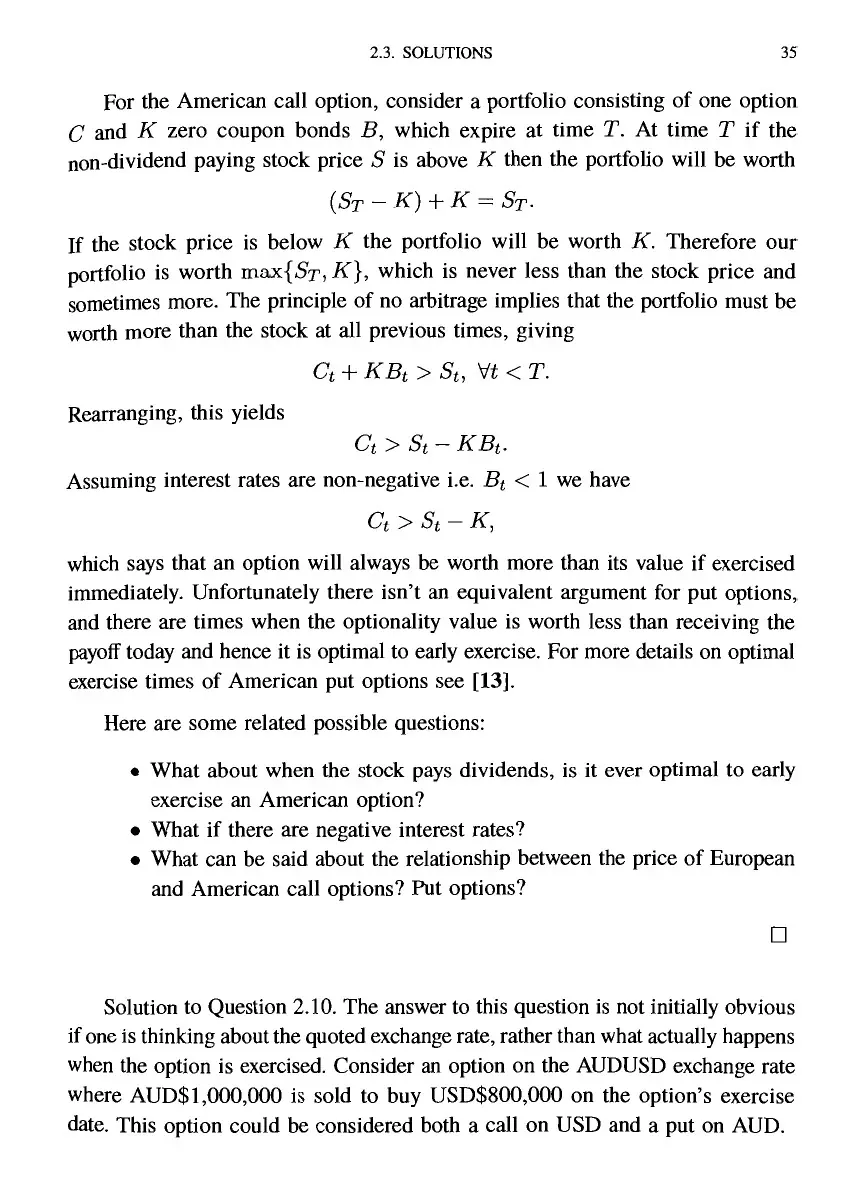 2.3. SOLUTIONS 35
For the American call option, consider a portfolio consisting of one option
C and K zero coupon bonds B, which expire at time T. At time T if the
non-dividend paying stock price S is above K then the portfolio will be worth
(S_T − K) + K = S_T.
If the stock price is below K the portfolio will be worth K. Therefore our
portfolio is worth max{S_T, K}, which is never less than the stock price and
sometimes more. The principle of no arbitrage implies that the portfolio must be
worth more than the stock at all previous times, giving
C_t + KB_t > S_t, ∀t < T.
Rearranging, this yields
C_t > S_t − KB_t.
Assuming interest rates are non-negative i.e. B_t < 1 we have
C_t > S_t − K,
which says that an option will always be worth more than its value if exercised
immediately. Unfortunately there isn't an equivalent argument for put options,
and there are times when the optionality value is worth less than receiving the
payoff today and hence it is optimal to early exercise. For more details on optimal
exercise times of American put options see [13].
Here are some related possible questions:
• What about when the stock pays dividends, is it ever optimal to early
exercise an American option?
• What if there are negative interest rates?
• What can be said about the relationship between the price of European
and American call options? Put options?
□
Solution to Question 2.10. The answer to this question is not initially obvious
if one is thinking about the quoted exchange rate, rather than what actually happens
when the option is exercised. Consider an option on the AUDUSD exchange rate
where AUD$1,000,000 is sold to buy USD$800,000 on the option's exercise
date. This option could be considered both a call on USD and a put on AUD.